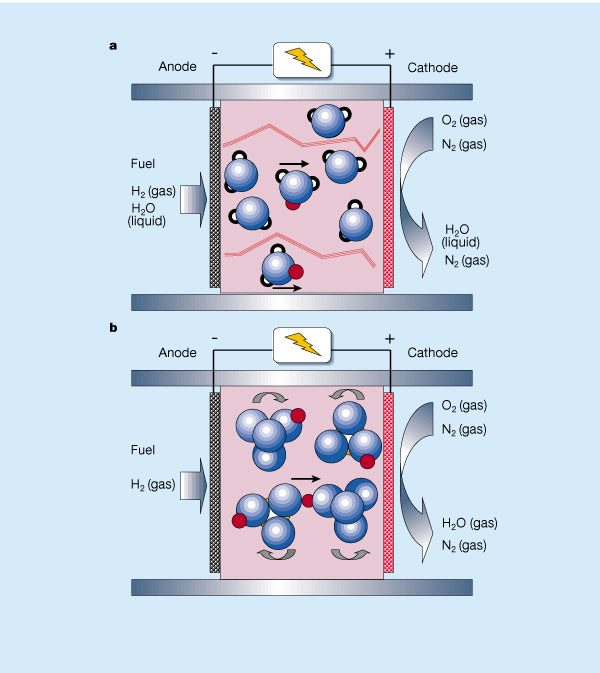 a
- +
Anode Cathode
O₂ (gas)
N₂ (gas)
Fuel
H₂ (gas)
H₂O
(liquid)
H₂O
(liquid)
N₂ (gas)
b
- +
Anode Cathode
O₂ (gas)
N₂ (gas)
Fuel
H₂ (gas)
H₂O (gas)
N₂ (gas)